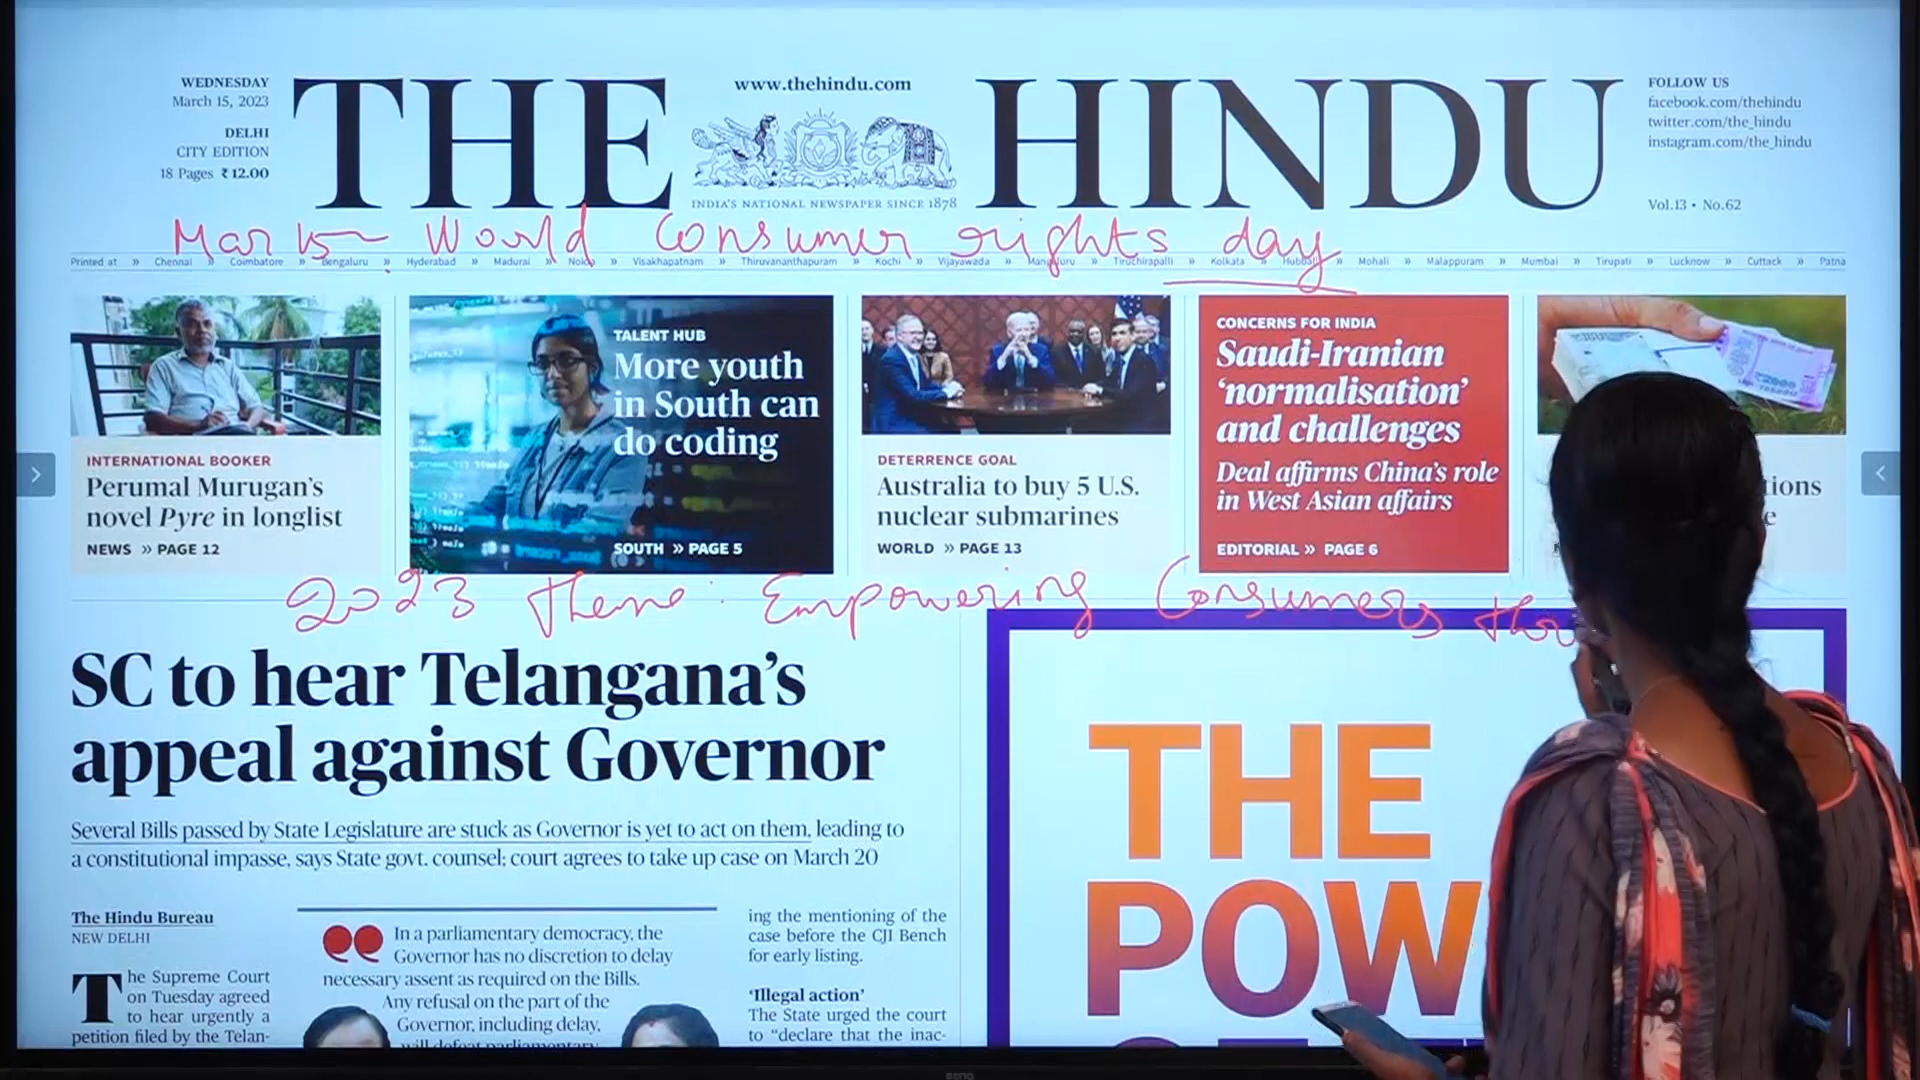 WEDNESDAY
March 15, 2023
DELHI
CITY EDITION
18 Pages ₹ 12.00
THE HINDU
www.thehindu.com
INDIA'S NATIONAL NEWSPAPER SINCE 1878
FOLLOW US
facebook.com/thehindu
twitter.com/the_hindu
instagram.com/the_hindu
Vol.13 • No.62
Mar 15 – World Consumer rights day
Printed at » Chennai » Coimbatore » Bengaluru » Hyderabad » Madurai » Noida » Visakhapatnam » Thiruvananthapuram » Kochi » Vijayawada » Mangaluru » Tiruchirapalli » Kolkata » Hubballi » Mohali » Malappuram » Mumbai » Tirupati » Lucknow » Cuttack » Patna
INTERNATIONAL BOOKER
Perumal Murugan's
novel Pyre in longlist
NEWS » PAGE 12
TALENT HUB
More youth
in South can
do coding
SOUTH » PAGE 5
DETERRENCE GOAL
Australia to buy 5 U.S.
nuclear submarines
WORLD » PAGE 13
CONCERNS FOR INDIA
Saudi-Iranian
'normalisation'
and challenges
Deal affirms China's role
in West Asian affairs
EDITORIAL » PAGE 6
2023 theme : Empowering Consumers
SC to hear Telangana's
appeal against Governor
Several Bills passed by State Legislature are stuck as Governor is yet to act on them, leading to
a constitutional impasse, says State govt. counsel; court agrees to take up case on March 20
The Hindu Bureau
NEW DELHI
The Supreme Court
on Tuesday agreed
to hear urgently a
petition filed by the Telan-
In a parliamentary democracy, the
Governor has no discretion to delay
necessary assent as required on the Bills.
Any refusal on the part of the
Governor, including delay,
will defeat parliamentary
ing the mentioning of the
case before the CJI Bench
for early listing.
'Illegal action'
The State urged the court
to "declare that the inac-
THE
POW
BenQ